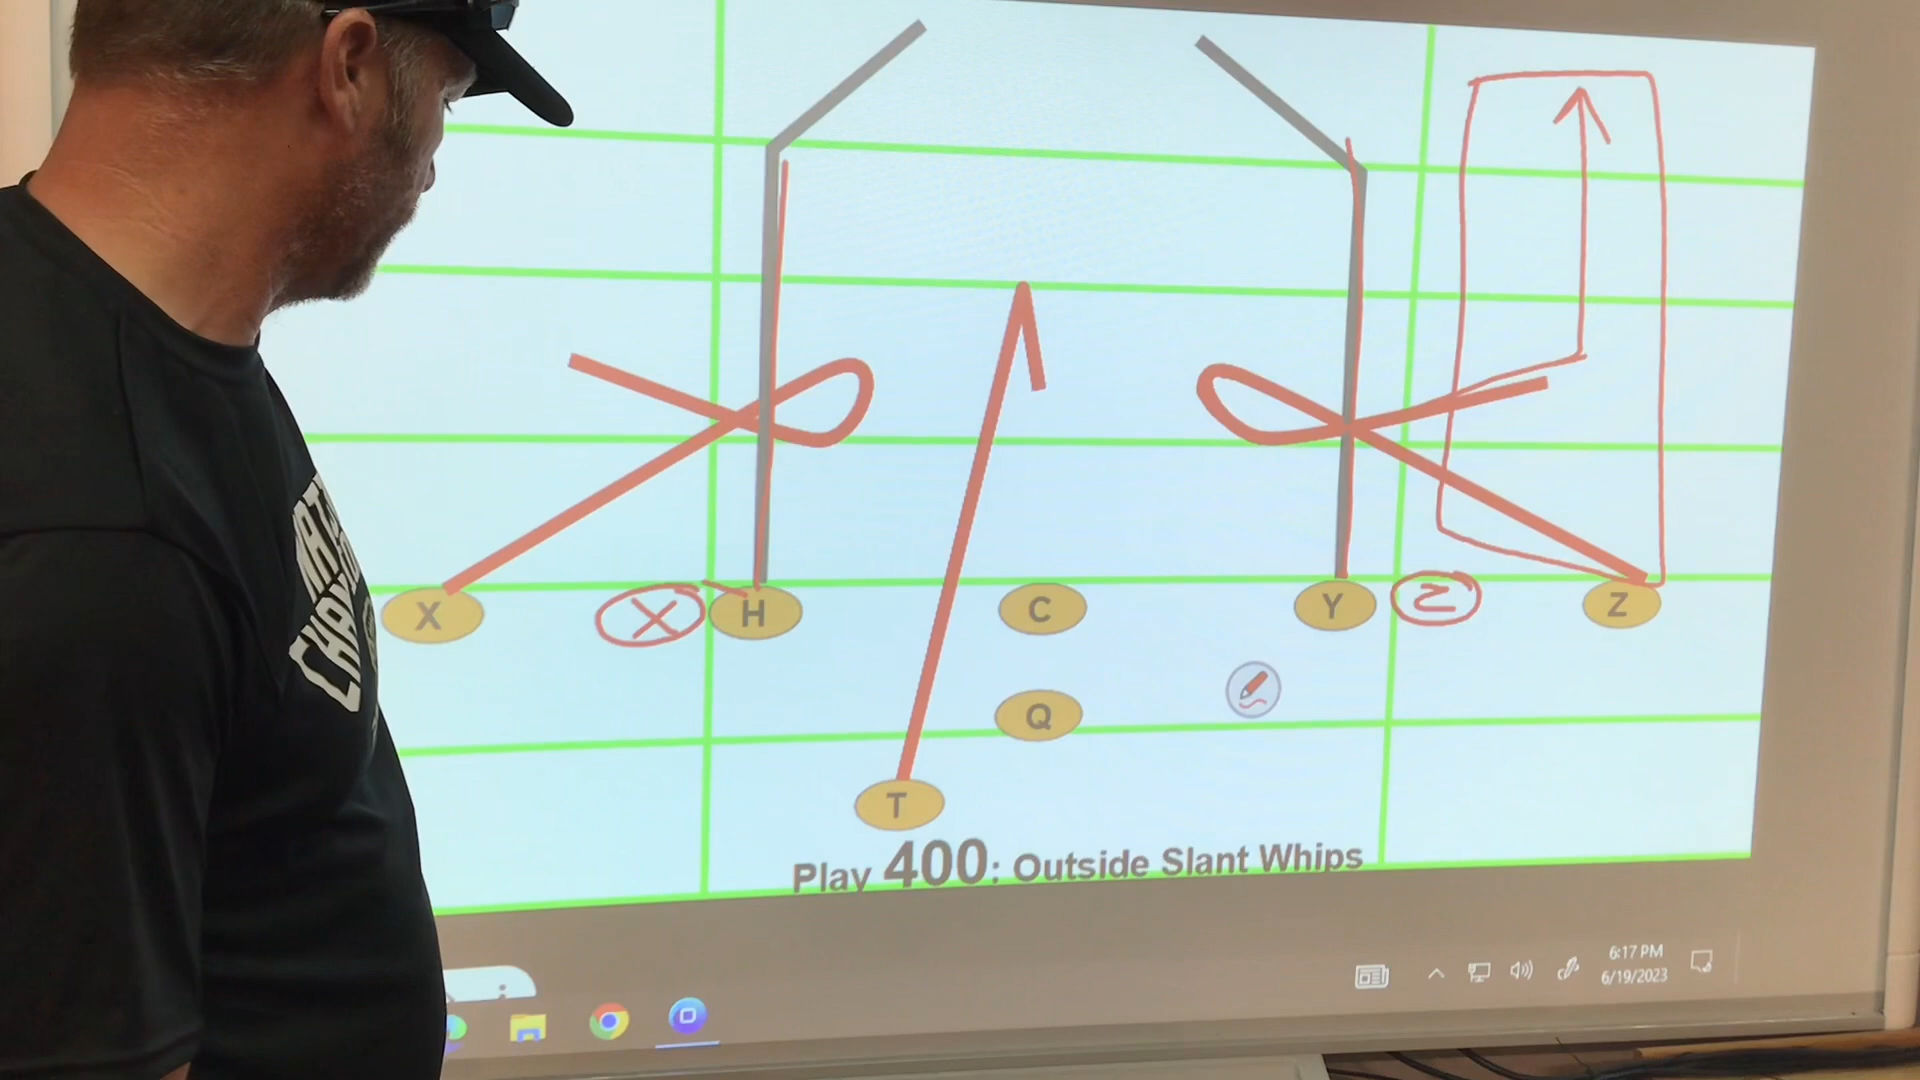 X
X
H
C
Y
Z
Z
Q
T
Play 400: Outside Slant Whips
6:17 PM
6/19/2023